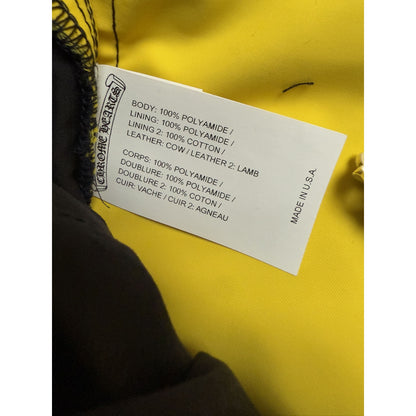 CHROME HEARTS
BODY: 100% POLYAMIDE /
LINING: 100% POLYAMIDE /
LINING 2: 100% COTTON /
LEATHER: COW / LEATHER 2: LAMB
CORPS: 100% POLYAMIDE /
DOUBLURE: 100% POLYAMIDE /
DOUBLURE 2: 100% COTON /
CUIR: VACHE / CUIR 2: AGNEAU
MADE IN U.S.A.